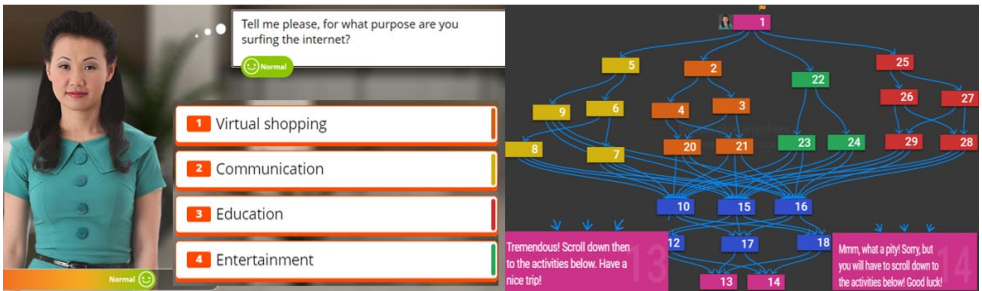 Tell me please, for what purpose are you
surfing the internet?
Normal
1 Virtual shopping
2 Communication
3 Education
4 Entertainment
Normal
1
5
2
22
25
9
6
4
3
26
27
8
7
20
21
23
24
29
28
10
15
16
12
17
18
13
14
Tremendous! Scroll down then
to the activities below. Have a
nice trip!
13
Mmm, what a pity! Sorry, but
you will have to scroll down to
the activities below! Good luck!
14